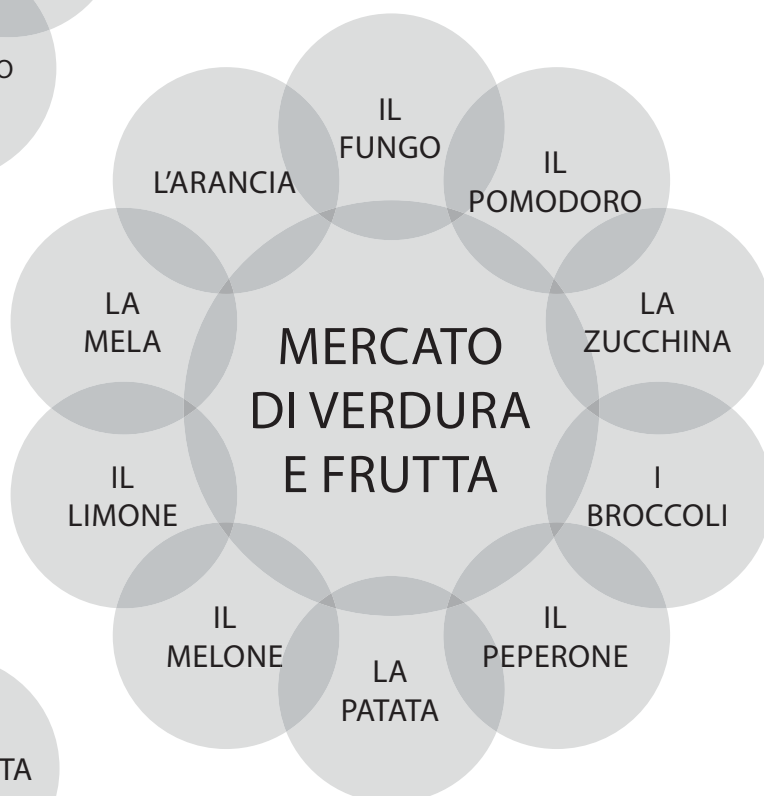 O
IL
FUNGO
IL
POMODORO
L'ARANCIA
LA
MELA
LA
ZUCCHINA
MERCATO
DI VERDURA
E FRUTTA
IL
LIMONE
I
BROCCOLI
IL
MELONE
IL
PEPERONE
LA
PATATA
TA